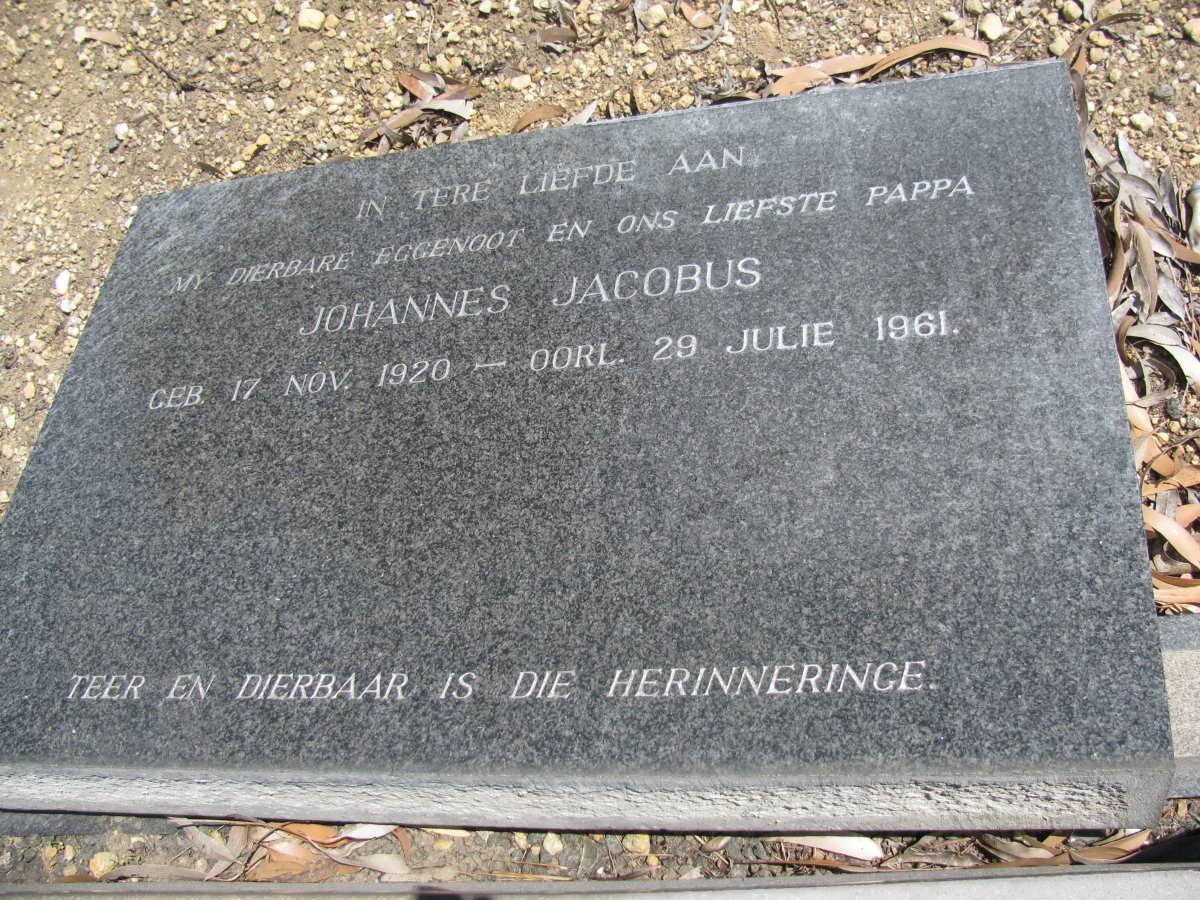 IN TERE LIEFDE AAN
MY DIERBARE EGGENOOT EN ONS LIEFSTE PAPPA
JOHANNES JACOBUS
GEB. 17 NOV. 1920 — OORL. 29 JULIE 1961.
TEER EN DIERBAAR IS DIE HERINNERINGE.